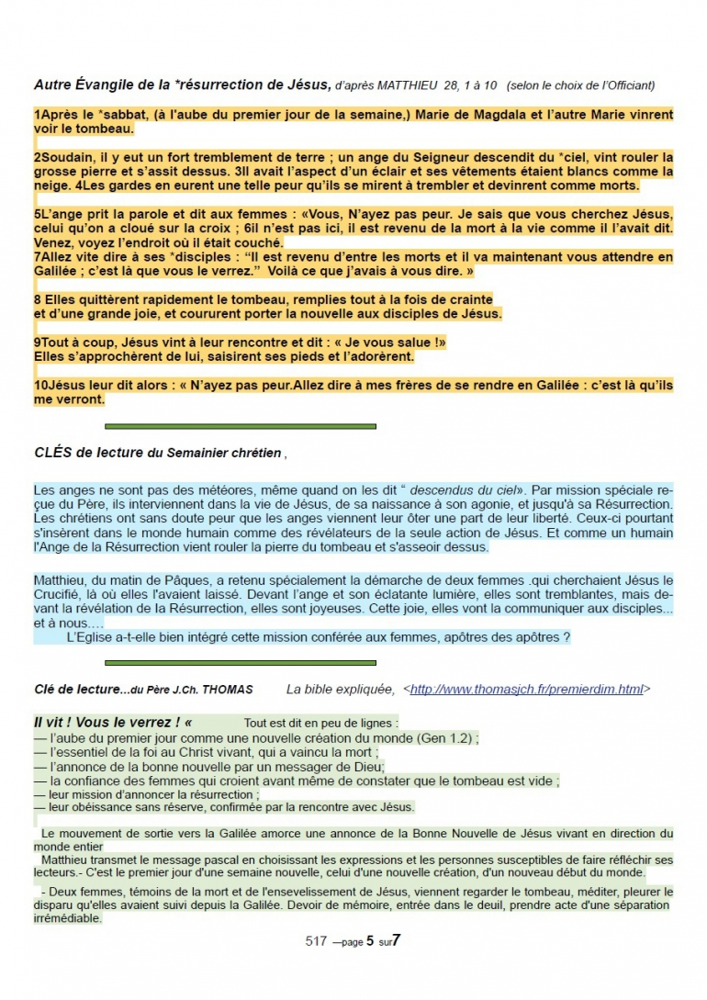 Autre Évangile de la *résurrection de Jésus, d'après MATTHIEU 28, 1 à 10 (selon le choix de l'Officiant)
1Après le *sabbat, (à l'aube du premier jour de la semaine,) Marie de Magdala et l'autre Marie vinrent
voir le tombeau.
2Soudain, il y eut un fort tremblement de terre ; un ange du Seigneur descendit du *ciel, vint rouler la
grosse pierre et s'assit dessus. 3Il avait l'aspect d'un éclair et ses vêtements étaient blancs comme la
neige. 4Les gardes en eurent une telle peur qu'ils se mirent à trembler et devinrent comme morts.
5L'ange prit la parole et dit aux femmes : «Vous, N'ayez pas peur. Je sais que vous cherchez Jésus,
celui qu'on a cloué sur la croix ; 6il n'est pas ici, il est revenu de la mort à la vie comme il l'avait dit.
Venez, voyez l'endroit où il était couché.
7Allez vite dire à ses *disciples : “Il est revenu d'entre les morts et il va maintenant vous attendre en
Galilée ; c'est là que vous le verrez.” Voilà ce que j'avais à vous dire. »
8 Elles quittèrent rapidement le tombeau, remplies tout à la fois de crainte
et d'une grande joie, et coururent porter la nouvelle aux disciples de Jésus.
9Tout à coup, Jésus vint à leur rencontre et dit : « Je vous salue !»
Elles s'approchèrent de lui, saisirent ses pieds et l'adorèrent.
10Jésus leur dit alors : « N'ayez pas peur.Allez dire à mes frères de se rendre en Galilée : c'est là qu'ils
me verront.
CLÉS de lecture du Semainier chrétien ,
Les anges ne sont pas des météores, même quand on les dit “ descendus du ciel». Par mission spéciale re-
çue du Père, ils interviennent dans la vie de Jésus, de sa naissance à son agonie, et jusqu'à sa Résurrection.
Les chrétiens ont sans doute peur que les anges viennent leur ôter une part de leur liberté. Ceux-ci pourtant
s'insèrent dans le monde humain comme des révélateurs de la seule action de Jésus. Et comme un humain
l'Ange de la Résurrection vient rouler la pierre du tombeau et s'asseoir dessus.
Matthieu, du matin de Pâques, a retenu spécialement la démarche de deux femmes .qui cherchaient Jésus le
Crucifié, là où elles l'avaient laissé. Devant l'ange et son éclatante lumière, elles sont tremblantes, mais de-
vant la révélation de la Résurrection, elles sont joyeuses. Cette joie, elles vont la communiquer aux disciples...
et à nous.…
L'Eglise a-t-elle bien intégré cette mission conférée aux femmes, apôtres des apôtres ?
Clé de lecture...du Père J.Ch. THOMAS La bible expliquée, <http://www.thomasjch.fr/premierdim.html>
Il vit ! Vous le verrez ! « Tout est dit en peu de lignes :
— l'aube du premier jour comme une nouvelle création du monde (Gen 1.2) ;
— l'essentiel de la foi au Christ vivant, qui a vaincu la mort ;
— l'annonce de la bonne nouvelle par un messager de Dieu;
— la confiance des femmes qui croient avant même de constater que le tombeau est vide ;
— leur mission d'annoncer la résurrection ;
— leur obéissance sans réserve, confirmée par la rencontre avec Jésus.
Le mouvement de sortie vers la Galilée amorce une annonce de la Bonne Nouvelle de Jésus vivant en direction du
monde entier
Matthieu transmet le message pascal en choisissant les expressions et les personnes susceptibles de faire réfléchir ses
lecteurs.- C'est le premier jour d'une semaine nouvelle, celui d'une nouvelle création, d'un nouveau début du monde.
- Deux femmes, témoins de la mort et de l'ensevelissement de Jésus, viennent regarder le tombeau, méditer, pleurer le
disparu qu'elles avaient suivi depuis la Galilée. Devoir de mémoire, entrée dans le deuil, prendre acte d'une séparation
irrémédiable.
517 —page 5 sur7